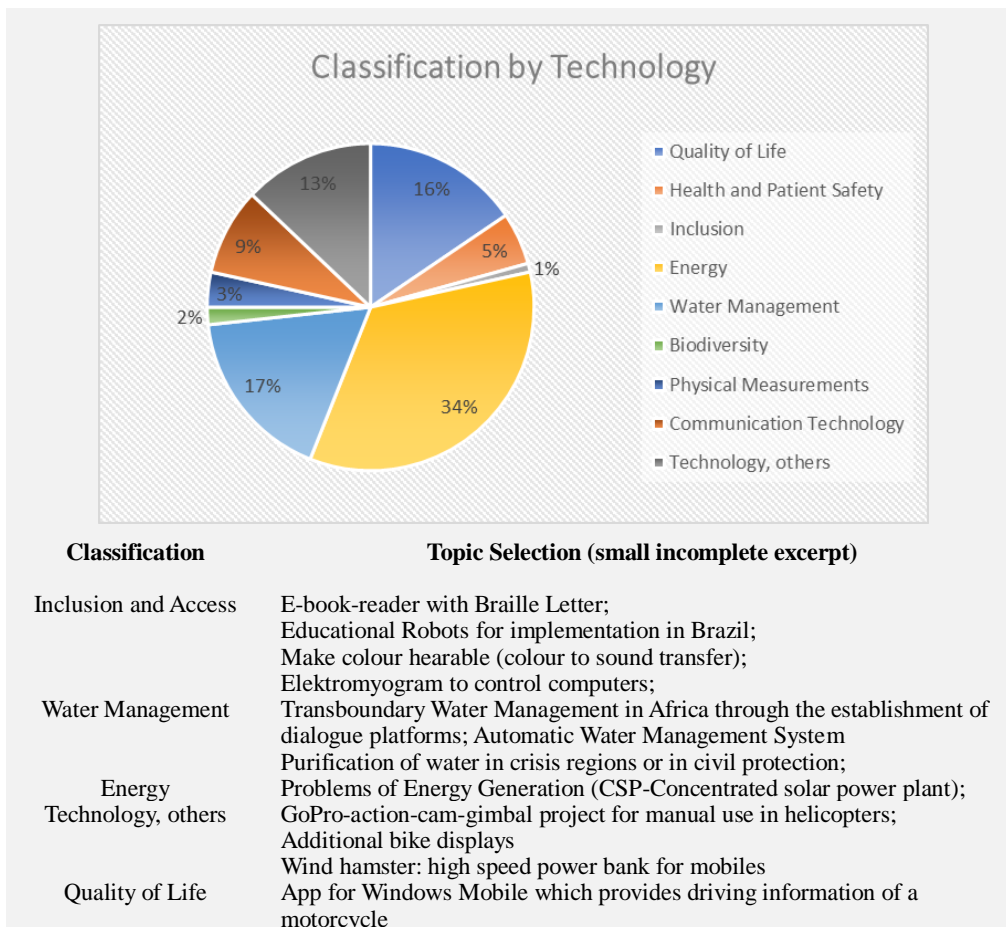 Classification by Technology
16%
5%
1%
34%
17%
2%
3%
9%
13%
Quality of Life
Health and Patient Safety
Inclusion
Energy
Water Management
Biodiversity
Physical Measurements
Communication Technology
Technology, others
Classification Topic Selection (small incomplete excerpt)
Inclusion and Access E-book-reader with Braille Letter;
Educational Robots for implementation in Brazil;
Make colour hearable (colour to sound transfer);
Elektromyogram to control computers;
Water Management Transboundary Water Management in Africa through the establishment of
dialogue platforms; Automatic Water Management System
Purification of water in crisis regions or in civil protection;
Energy Problems of Energy Generation (CSP-Concentrated solar power plant);
Technology, others GoPro-action-cam-gimbal project for manual use in helicopters;
Additional bike displays
Wind hamster: high speed power bank for mobiles
Quality of Life App for Windows Mobile which provides driving information of a
motorcycle